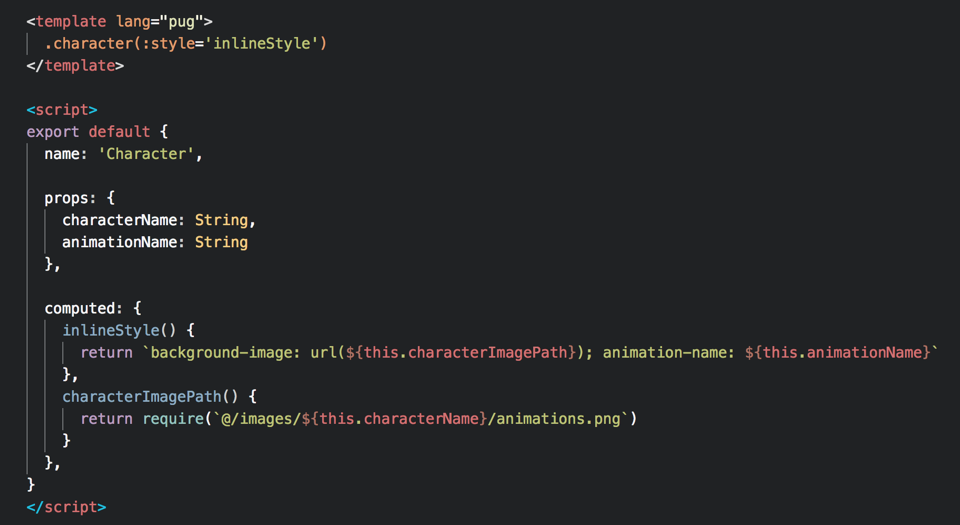 <template lang="pug">
.character(:style='inlineStyle')
</template>
<script>
export default {
name: 'Character',
props: {
characterName: String,
animationName: String
},
computed: {
inlineStyle() {
return `background-image: url(${this.characterImagePath}); animation-name: ${this.animationName}`
},
characterImagePath() {
return require(`@/images/${this.characterName}/animations.png`)
}
},
}
</script>